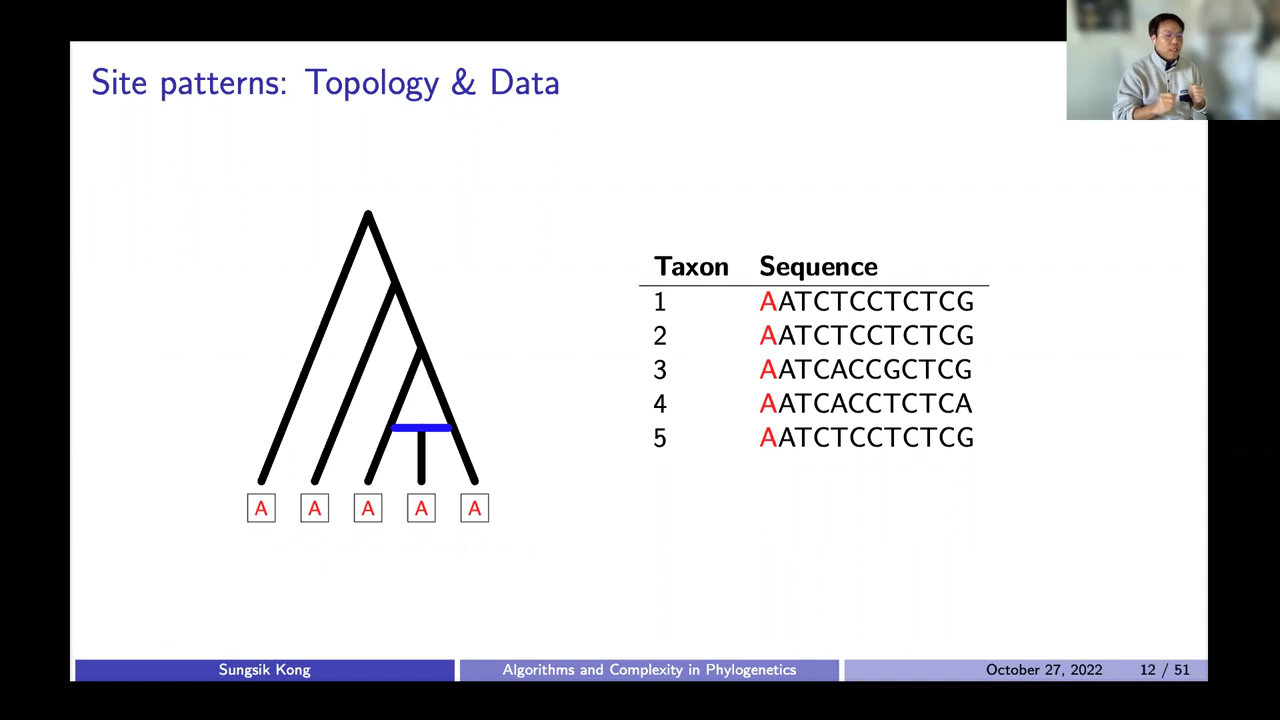 Site patterns: Topology & Data
Taxon Sequence
1 AATCTCCTCTCG
2 AATCTCCTCTCG
3 AATCACCGCTCG
4 AATCACCTCTCA
5 AATCTCCTCTCG
A A A A A
Sungsik Kong Algorithms and Complexity in Phylogenetics October 27, 2022 12 / 51